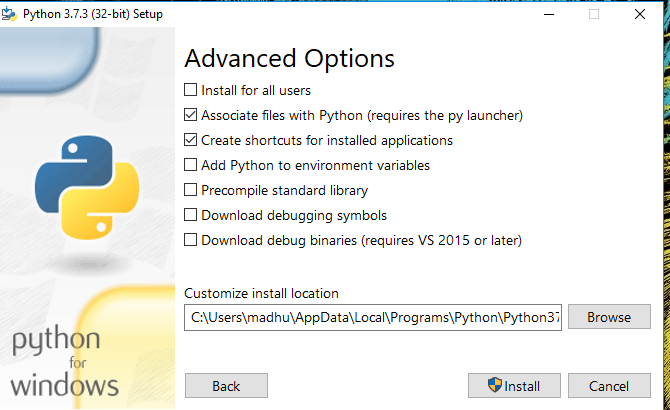 Python 3.7.3 (32-bit) Setup
Advanced Options
Install for all users
Associate files with Python (requires the py launcher)
Create shortcuts for installed applications
Add Python to environment variables
Precompile standard library
Download debugging symbols
Download debug binaries (requires VS 2015 or later)
Customize install location
C:\Users\madhu\AppData\Local\Programs\Python\Python37
Browse
python
for
windows
Back
Install
Cancel